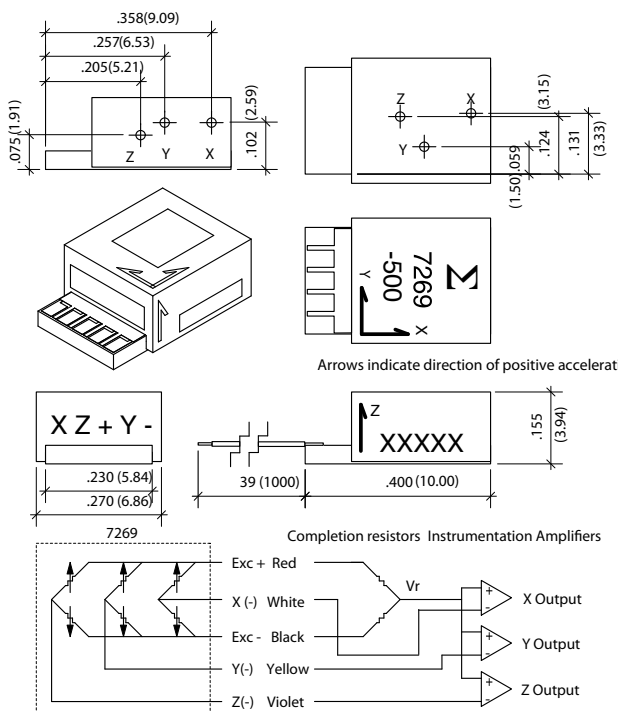 .358(9.09)
.257(6.53)
.205(5.21)
.075 (1.91)
Z Y X
.102 (2.59)
Z X
Y
(1.50) .059
.124 (3.15)
.131 (3.33)
Σ
7269
-500
Y
X
Arrows indicate direction of positive accelerat
X Z + Y -
.230 (5.84)
.270 (6.86)
39 (1000)
Z
XXXXX
.400 (10.00)
.155 (3.94)
7269
Completion resistors Instrumentation Amplifiers
Exc + Red
Vr
X (-) White
+
-
X Output
Exc - Black
+
-
Y Output
Y(-) Yellow
+
-
Z Output
Z(-) Violet